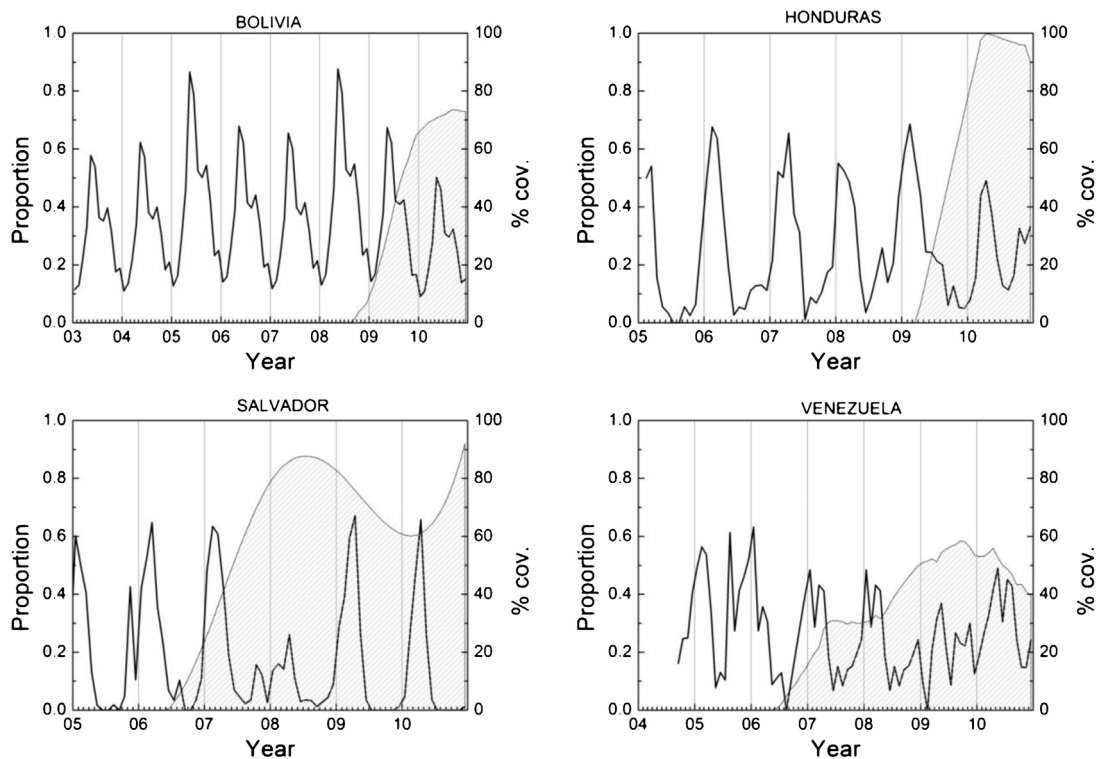 BOLIVIA
1.0 0.8 0.6 0.4 0.2 0.0
Proportion
100 80 60 40 20 0
% cov.
03 04 05 06 07 08 09 10
Year
HONDURAS
1.0 0.8 0.6 0.4 0.2 0.0
Proportion
100 80 60 40 20 0
% cov.
05 06 07 08 09 10
Year
SALVADOR
1.0 0.8 0.6 0.4 0.2 0.0
Proportion
100 80 60 40 20 0
% cov.
05 06 07 08 09 10
Year
VENEZUELA
1.0 0.8 0.6 0.4 0.2 0.0
Proportion
100 80 60 40 20 0
% cov.
04 05 06 07 08 09 10
Year